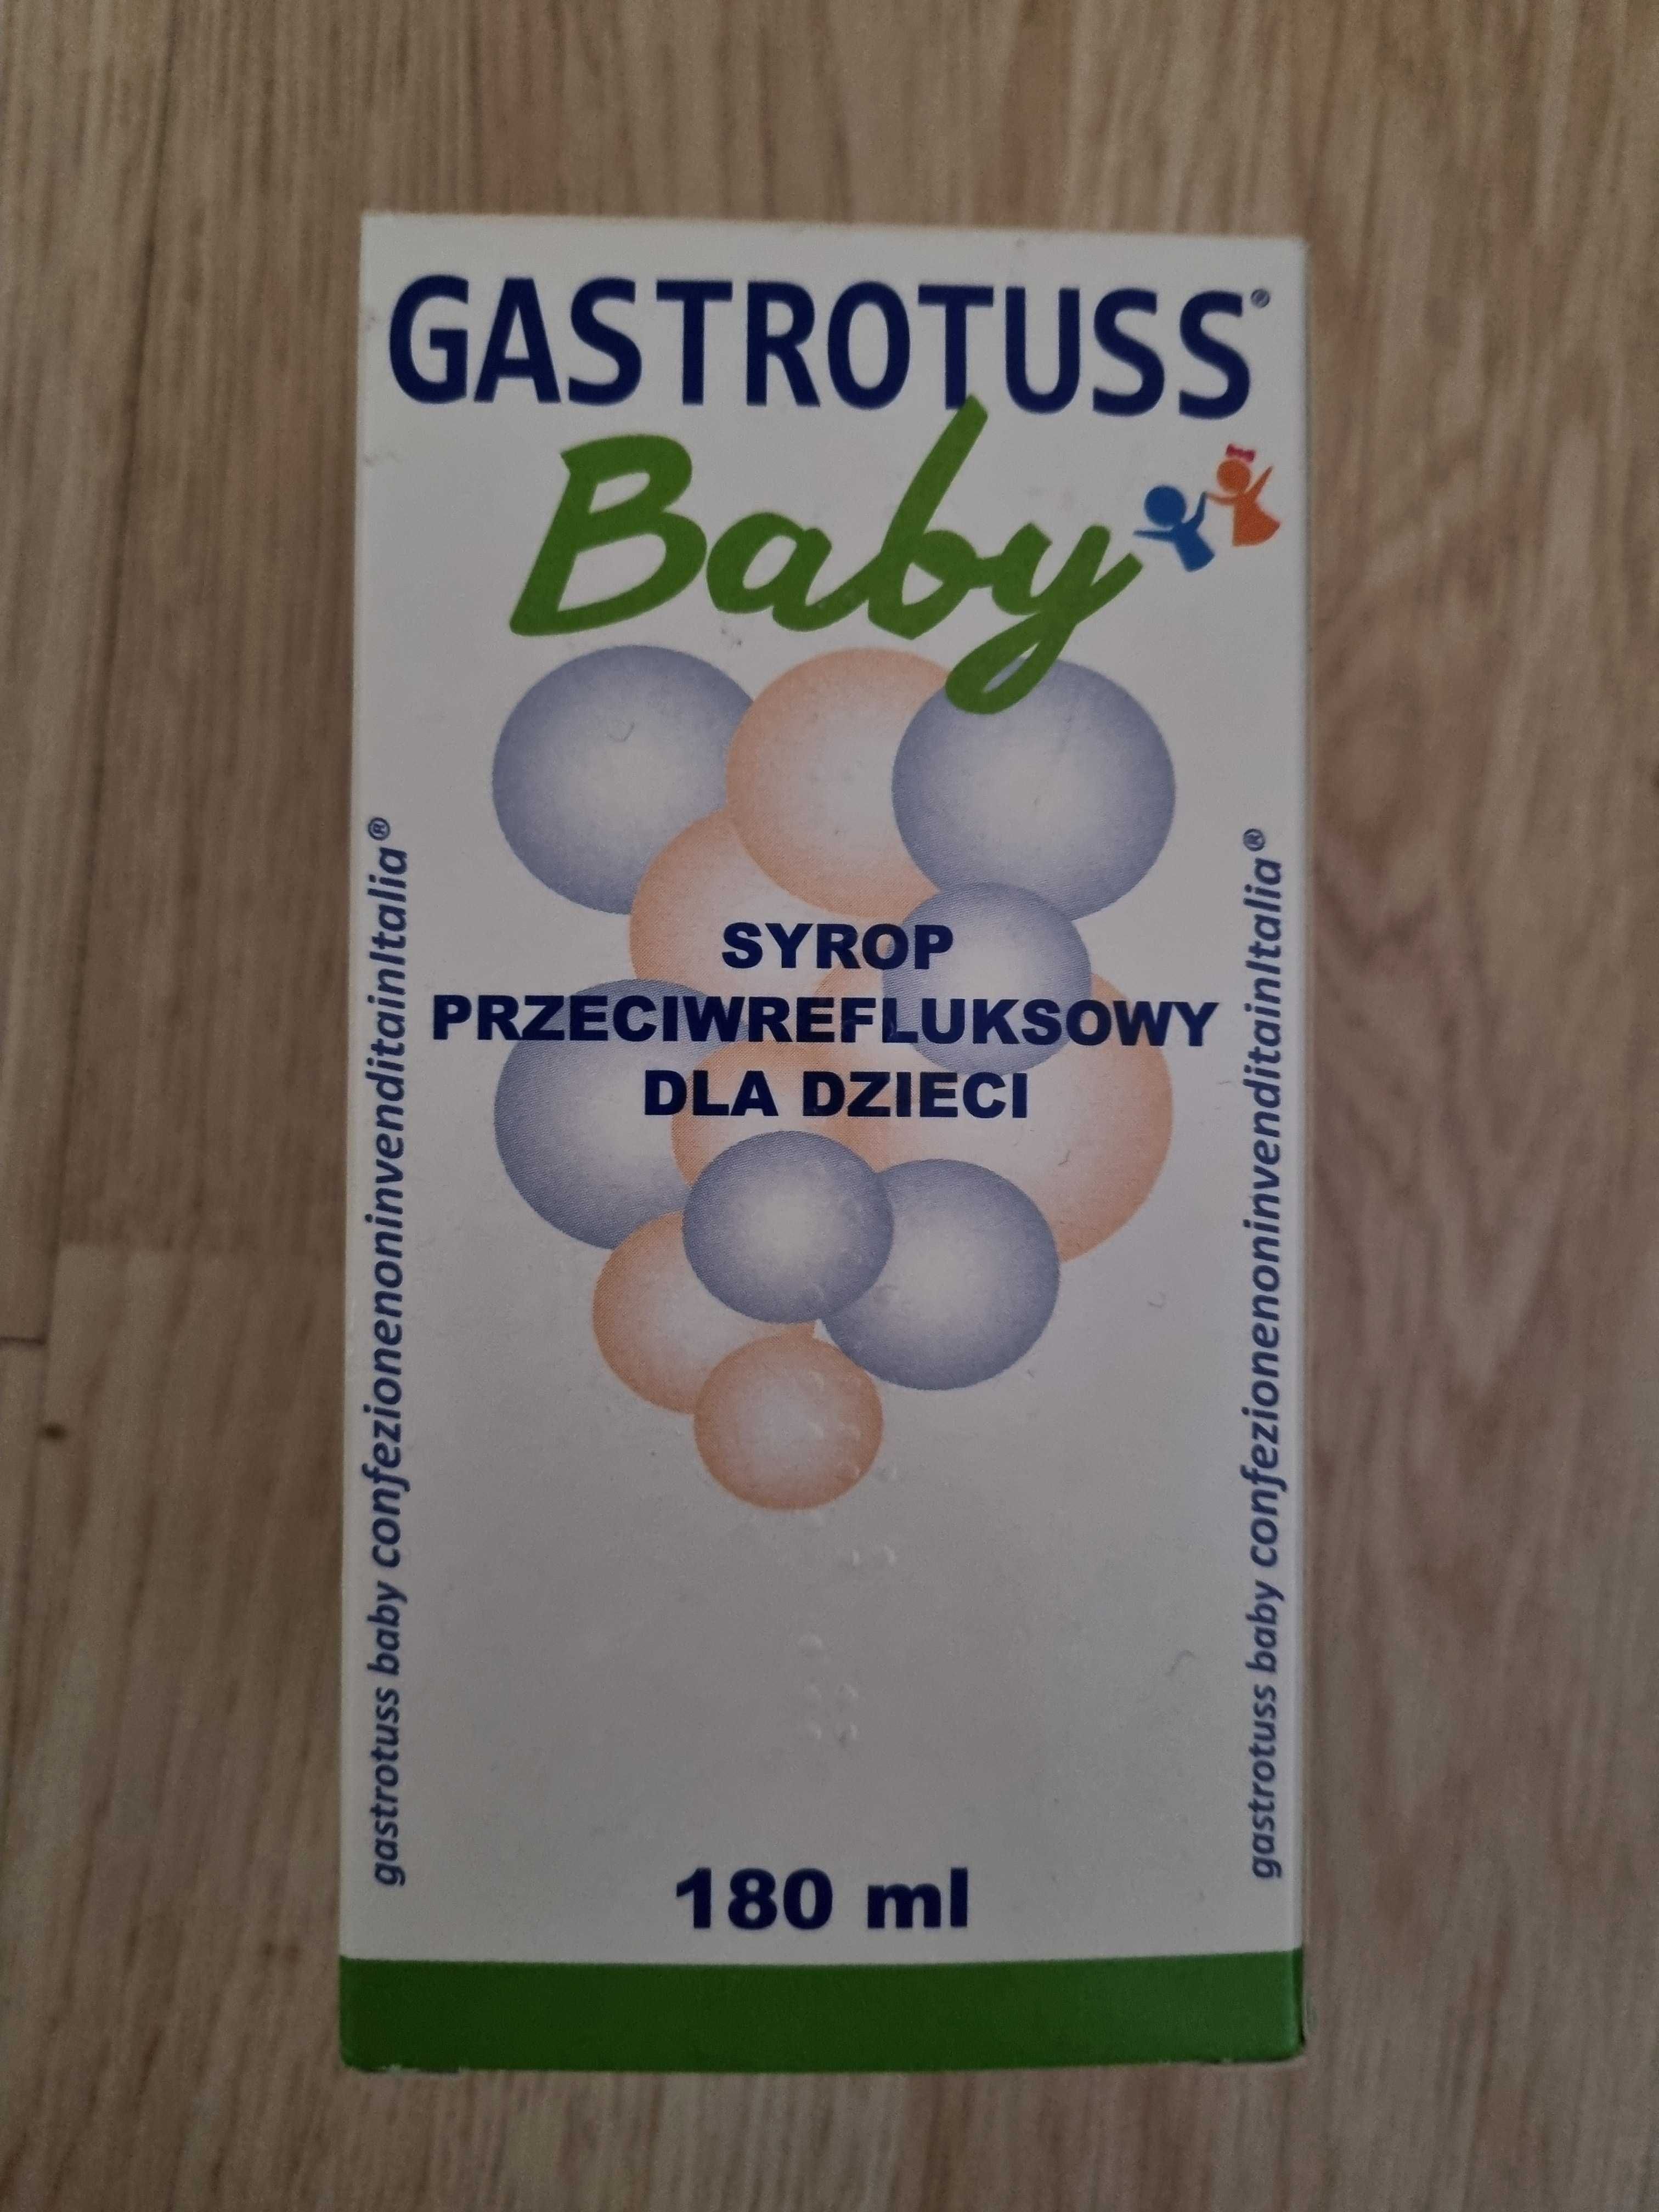 GASTROTUSS®
Baby
SYROP
PRZECIWREFLUKSOWY
DLA DZIECI
gastrotuss baby confezionenoninvenditainItalia®
gastrotuss baby confezionenoninvenditainItalia®
180 ml